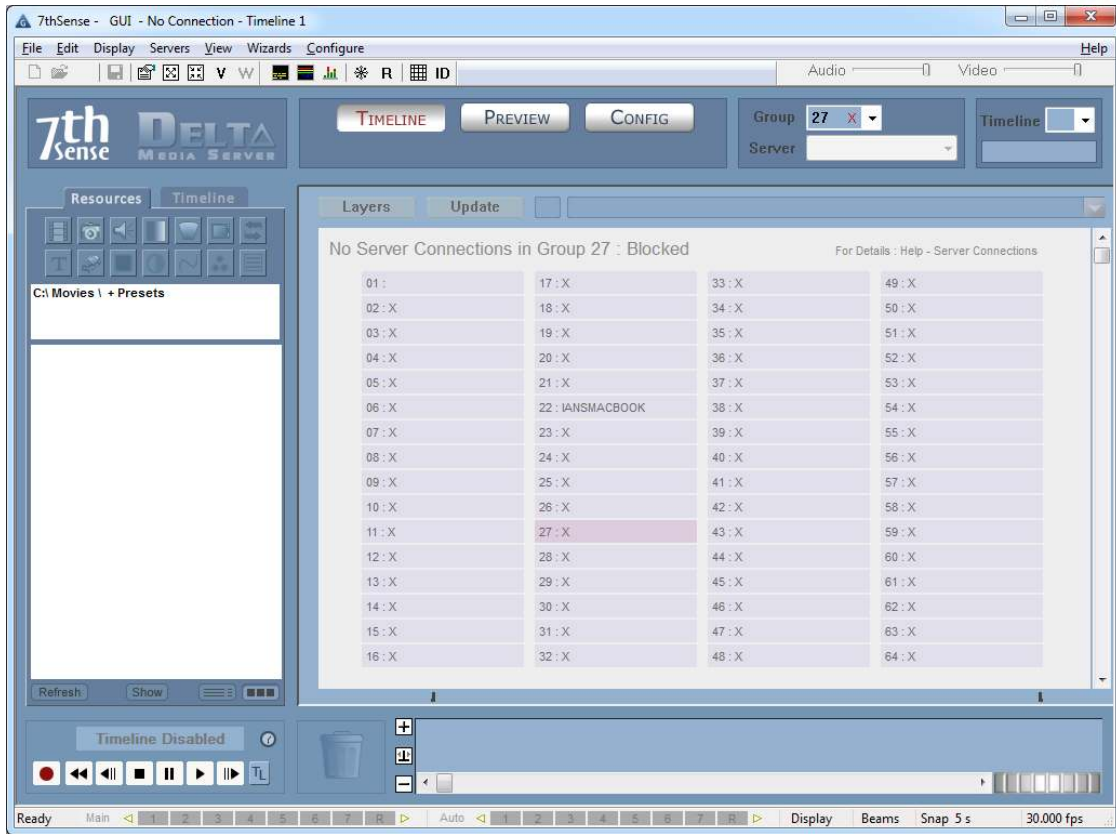 7thSense - GUI - No Connection - Timeline 1
File Edit Display Servers View Wizards Configure Help
V W R ID Audio Video
7th Sense DELTA MEDIA SERVER
TIMELINE PREVIEW CONFIG
Group 27 X
Server
Timeline
Resources Timeline
T
C:\ Movies \ + Presets
Layers Update
No Server Connections in Group 27 : Blocked For Details : Help - Server Connections
01 : 17 : X 33 : X 49 : X
02 : X 18 : X 34 : X 50 : X
03 : X 19 : X 35 : X 51 : X
04 : X 20 : X 36 : X 52 : X
05 : X 21 : X 37 : X 53 : X
06 : X 22 : IANSMACBOOK 38 : X 54 : X
07 : X 23 : X 39 : X 55 : X
08 : X 24 : X 40 : X 56 : X
09 : X 25 : X 41 : X 57 : X
10 : X 26 : X 42 : X 58 : X
11 : X 27 : X 43 : X 59 : X
12 : X 28 : X 44 : X 60 : X
13 : X 29 : X 45 : X 61 : X
14 : X 30 : X 46 : X 62 : X
15 : X 31 : X 47 : X 63 : X
16 : X 32 : X 48 : X 64 : X
Refresh Show
Timeline Disabled
TL
Ready Main 1 2 3 4 5 6 7 R Auto 1 2 3 4 5 6 7 R Display Beams Snap 5 s 30.000 fps